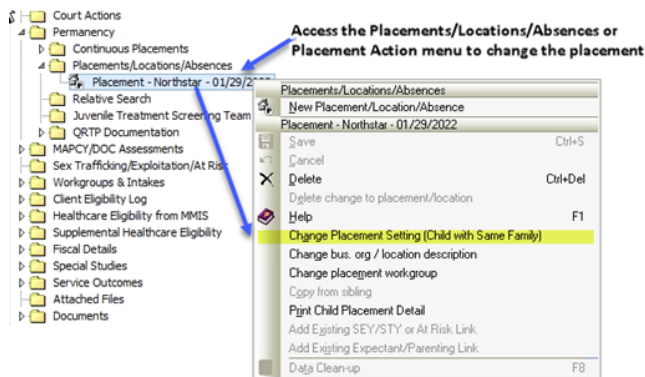 Court Actions
Permanency
Access the Placements/Locations/Absences or
Placement Action menu to change the placement
Continuous Placements
Placements/Locations/Absences
Placement - Northstar - 01/29/2022
Relative Search
Juvenile Treatment Screening Team
QRTP Documentation
MAPCY/DOC Assessments
Sex Trafficking/Exploitation/At Risk
Workgroups & Intakes
Client Eligibility Log
Healthcare Eligibility from MMIS
Supplemental Healthcare Eligibility
Fiscal Details
Special Studies
Service Outcomes
Attached Files
Documents
Placements/Locations/Absences
New Placement/Location/Absence
Placement - Northstar - 01/29/2022
Save Ctrl+S
Cancel
Delete Ctrl+Del
Delete change to placement/location
Help F1
Change Placement Setting (Child with Same Family)
Change bus. org / location description
Change placement workgroup
Copy from sibling
Print Child Placement Detail
Add Existing SEY/STY or At Risk Link
Add Existing Expectant/Parenting Link
Data Clean-up F8